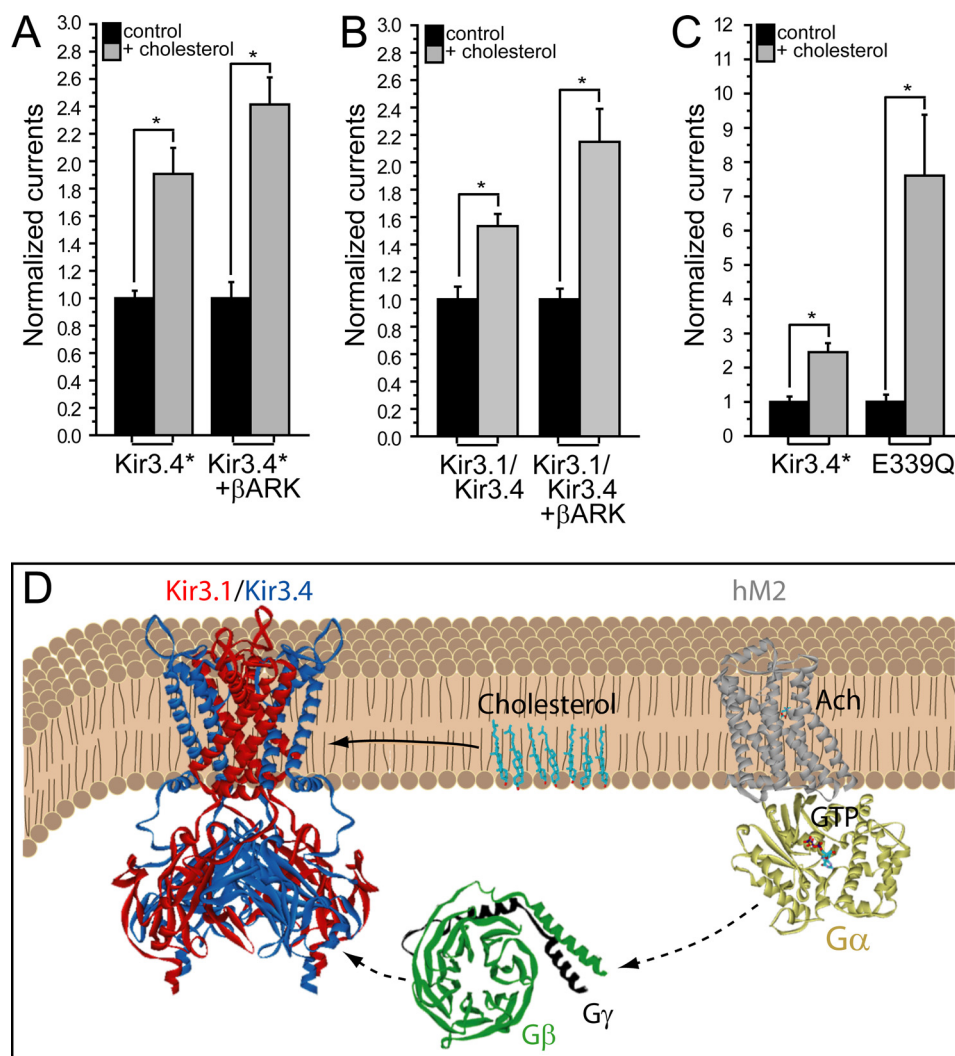 A
Normalized currents
3.0
2.8
2.6
2.4
2.2
2.0
1.8
1.6
1.4
1.2
1.0
0.8
0.6
0.4
0.2
0.0
control
+ cholesterol
*
*
Kir3.4*
Kir3.4*
+βARK
B
Normalized currents
3.0
2.8
2.6
2.4
2.2
2.0
1.8
1.6
1.4
1.2
1.0
0.8
0.6
0.4
0.2
0.0
control
+ cholesterol
*
*
Kir3.1/
Kir3.4
Kir3.1/
Kir3.4
+βARK
C
Normalized currents
12
11
10
9
8
7
6
5
4
3
2
1
0
control
+ cholesterol
*
*
Kir3.4*
E339Q
D
Kir3.1/Kir3.4
hM2
Cholesterol
Ach
GTP
Gα
Gγ
Gβ